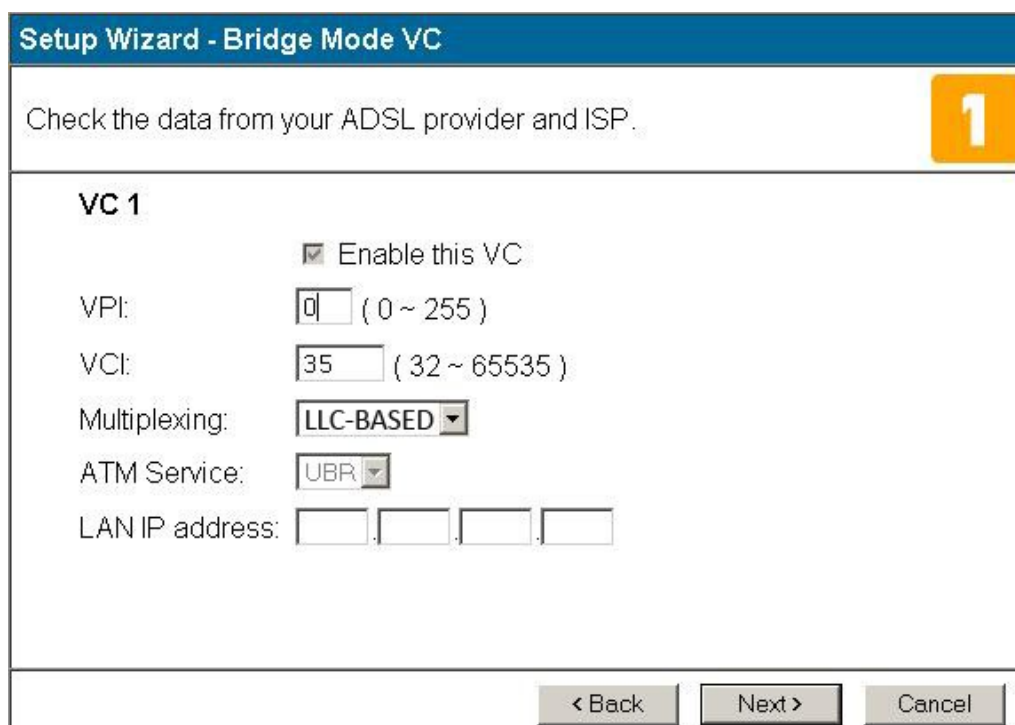 Setup Wizard - Bridge Mode VC
Check the data from your ADSL provider and ISP.
1
VC 1
Enable this VC
VPI: 0 ( 0 ~ 255 )
VCI: 35 ( 32 ~ 65535 )
Multiplexing: LLC-BASED
ATM Service: UBR
LAN IP address: . . .
< Back Next > Cancel